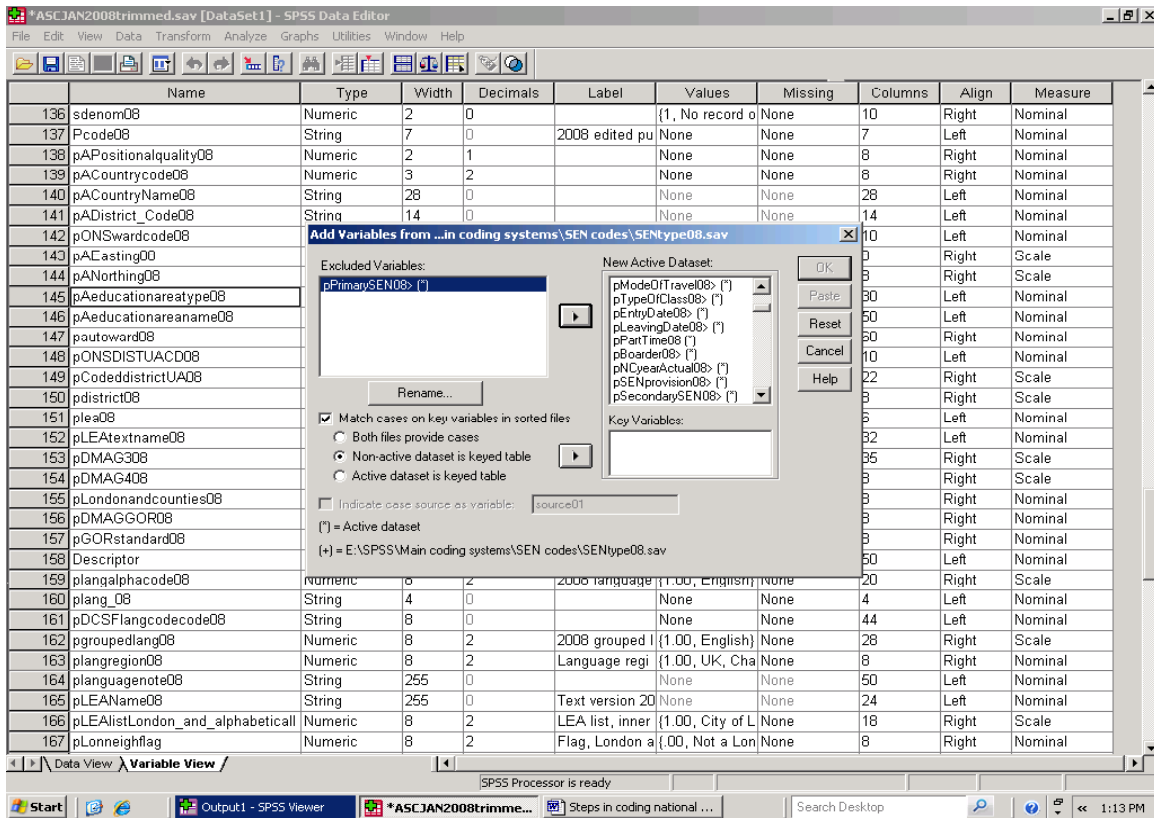 *ASCJAN2008trimmed.sav [DataSet1] - SPSS Data Editor
File Edit View Data Transform Analyze Graphs Utilities Window Help
Name Type Width Decimals Label Values Missing Columns Align Measure
136 sdenom08 Numeric 2 0 {1, No record o None 10 Right Nominal
137 Pcode08 String 7 0 2008 edited pu None None 7 Left Nominal
138 pAPositionalquality08 Numeric 2 1 None None 8 Right Nominal
139 pACountrycode08 Numeric 3 2 None None 8 Right Nominal
140 pACountryName08 String 28 0 None None 28 Left Nominal
141 pADistrict_Code08 String 14 0 None None 14 Left Nominal
142 pONSwardcode08 10 Left Nominal
143 pAEasting08 Right Scale
144 pANorthing08 Right Scale
145 pAeducationareatype08 30 Left Nominal
146 pAeducationareaname08 50 Left Nominal
147 pautoward08 60 Right Nominal
148 pONSDISTUACD08 10 Left Nominal
149 pCodeddistrictUA08 22 Right Scale
150 pdistrict08 Right Scale
151 plea08 Right Scale
152 pLEAtextname08 32 Left Nominal
153 pDMAG308 35 Right Nominal
154 pDMAG408 Right Nominal
155 pLondonandcounties08 Right Nominal
156 pDMAGGOR08 Right Nominal
157 pGORstandard08 Right Nominal
158 Descriptor 50 Left Nominal
159 plangalphacode08 Numeric 8 2 2008 language {1.00, English} None 20 Right Scale
160 plang_08 String 4 0 None None 4 Left Nominal
161 pDCSFlangcodecode08 String 8 0 None None 44 Left Nominal
162 pgroupedlang08 Numeric 8 2 2008 grouped l {1.00, English} None 28 Right Scale
163 plangregion08 Numeric 8 2 Language regi {1.00, UK, Cha None 8 Right Nominal
164 planguagenote08 String 255 0 None None 50 Left Nominal
165 pLEAName08 String 255 0 Text version 20 None None 24 Left Nominal
166 pLEAlistLondon_and_alphabeticall Numeric 8 2 LEA list, inner {1.00, City of L None 18 Right Scale
167 pLonneighflag Numeric 8 2 Flag, London a {.00, Not a Lon None 8 Right Nominal
Add Variables from ...in coding systems\SEN codes\SENtype08.sav
Excluded Variables:
pPrimarySEN08> (*)
Rename...
New Active Dataset:
pModeOfTravel08> (*)
pTypeOfClass08> (*)
pEntryDate08> (*)
pLeavingDate08> (*)
pPartTime08 (*)
pBoarder08> (*)
pNCyearActual08> (*)
pSENprovision08> (*)
pSecondarySEN08> (*)
OK
Paste
Reset
Cancel
Help
Match cases on key variables in sorted files
Both files provide cases
Non-active dataset is keyed table
Active dataset is keyed table
Key Variables:
Indicate case source as variable: source01
(*) = Active dataset
(+) = E:\SPSS\Main coding systems\SEN codes\SENtype08.sav
Data View Variable View
SPSS Processor is ready
Start Output1 - SPSS Viewer *ASCJAN2008trimme... Steps in coding national ... Search Desktop 1:13 PM